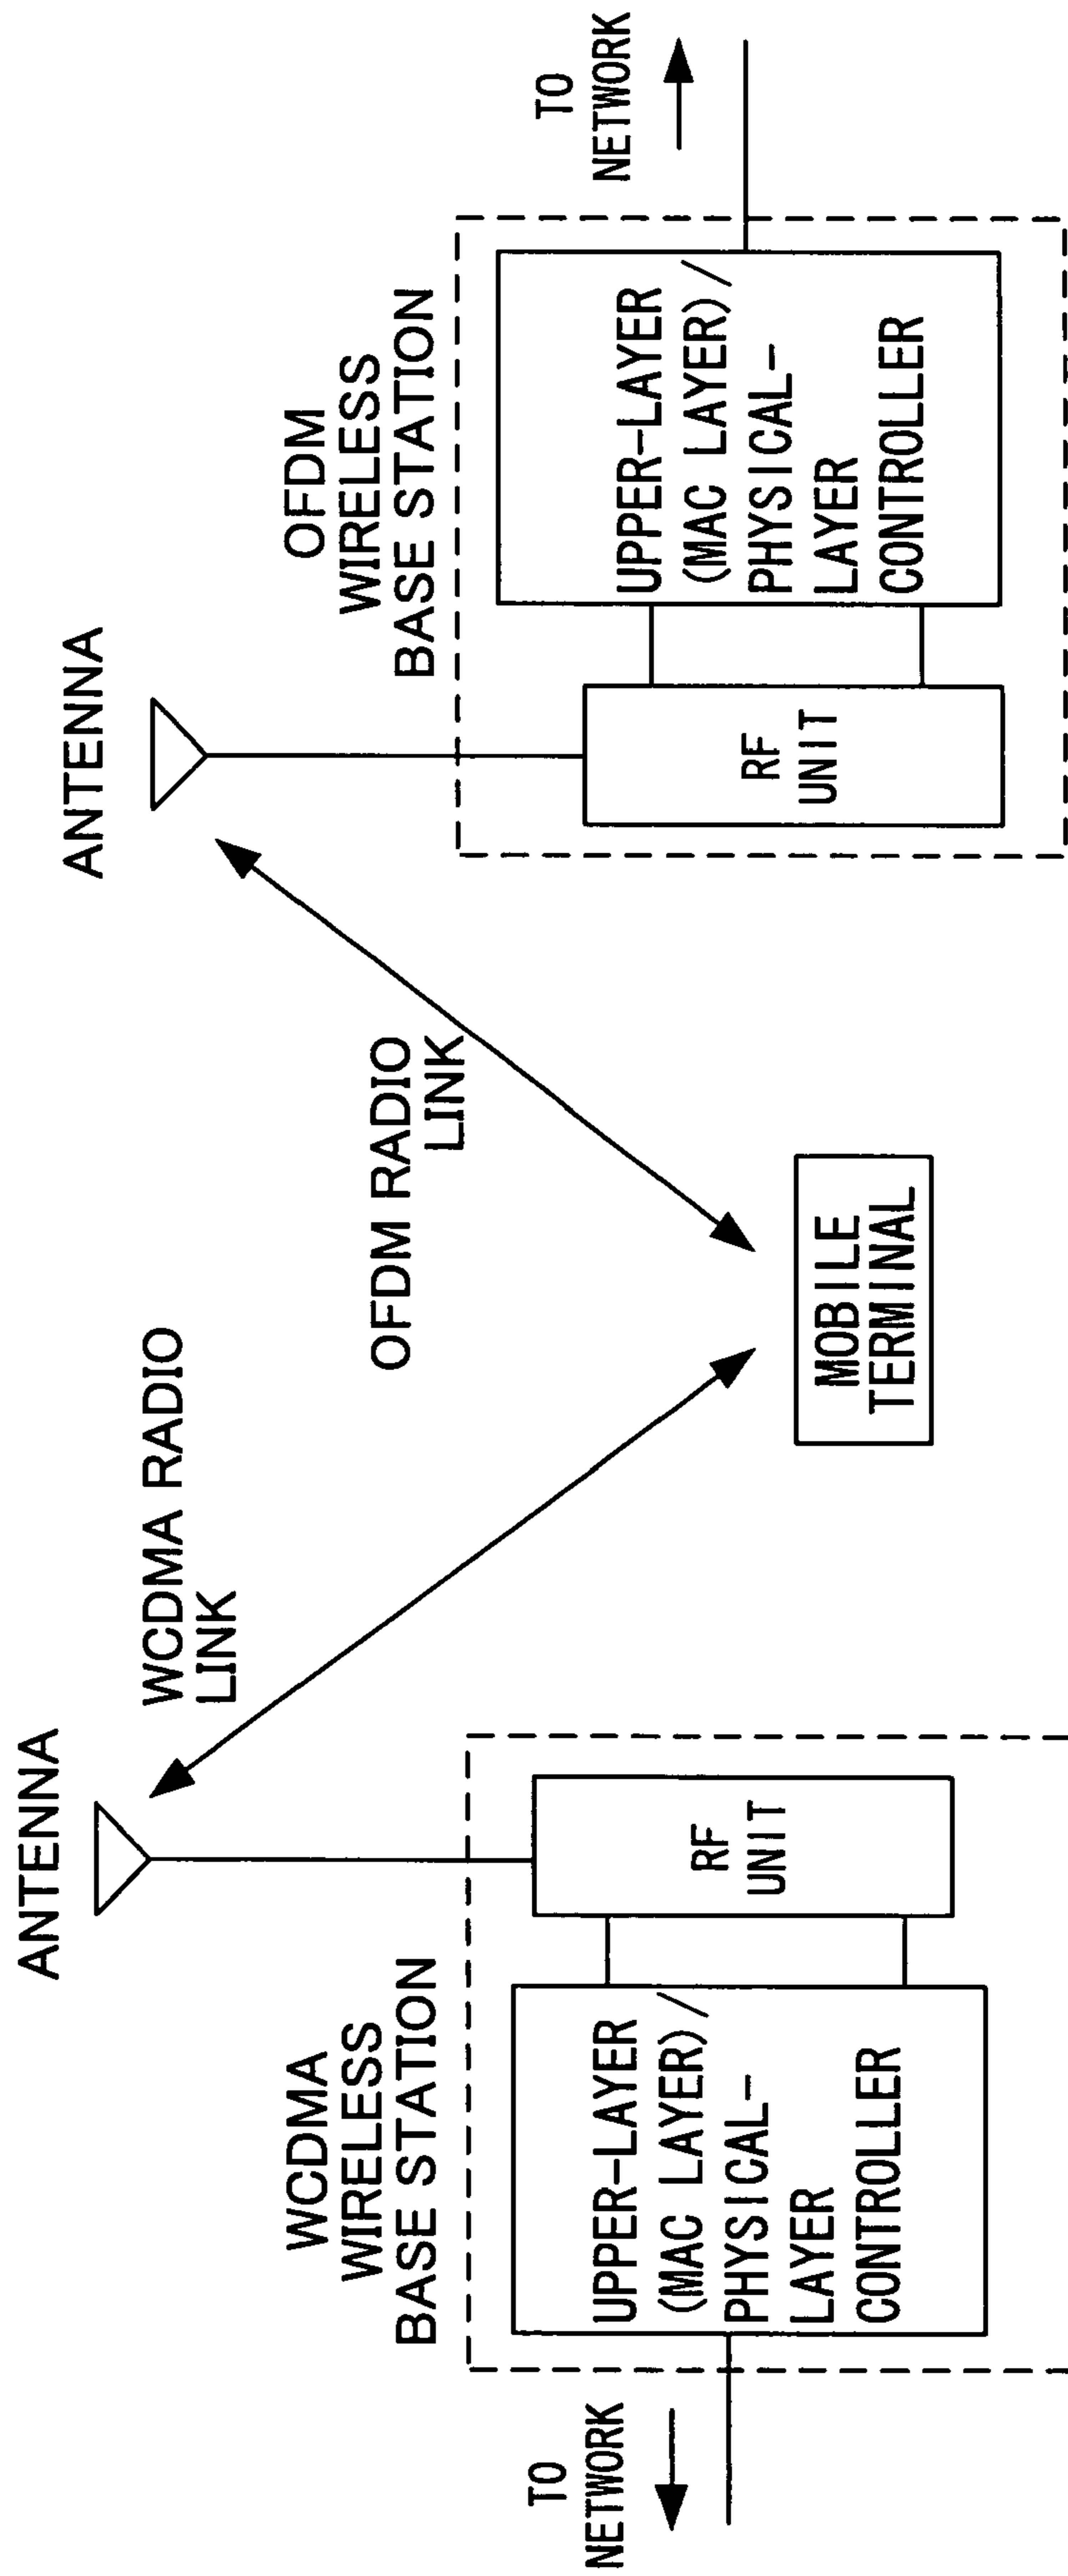 ANTENNA
WCDMA RADIO
LINK
WCDMA
WIRELESS
BASE STATION
UPPER-LAYER
(MAC LAYER)/
PHYSICAL-
LAYER
CONTROLLER
RF
UNIT
TO
NETWORK
MOBILE
TERMINAL
OFDM RADIO
LINK
ANTENNA
OFDM
WIRELESS
BASE STATION
RF
UNIT
UPPER-LAYER
(MAC LAYER)/
PHYSICAL-
LAYER
CONTROLLER
TO
NETWORK